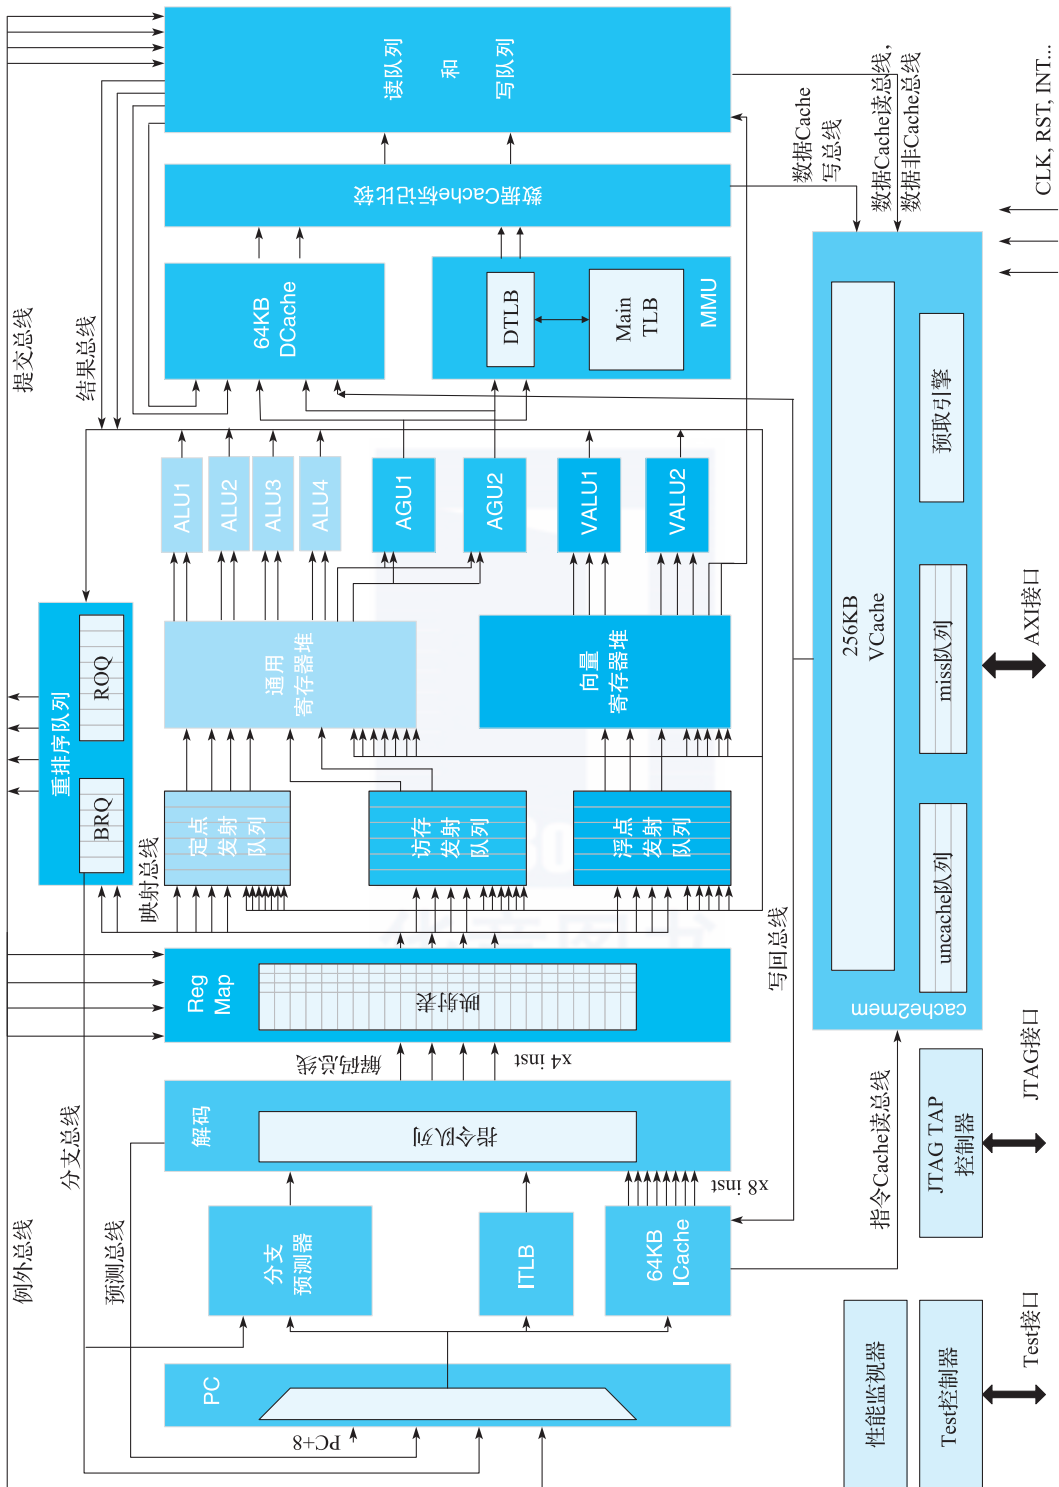 提交总线
结果总线
读队列
和
写队列
数据Cache标记比较
数据Cache
写总线
数据Cache读总线，
数据非Cache总线
CLK, RST, INT...
64KB
DCache
DTLB
Main
TLB
MMU
ALU1
ALU2
ALU3
ALU4
AGU1
AGU2
VALU1
VALU2
256KB
VCache
预取引擎
miss队列
uncache队列
cache2mem
AXI接口
重排序队列
ROQ
BRQ
通用
寄存器堆
向量
寄存器堆
映射总线
定点
发射
队列
访存
发射
队列
浮点
发射
队列
写回总线
Reg
Map
映射表
解码总线
x4 inst
解码
指令队列
x8 inst
分支总线
预测总线
例外总线
分支
预测器
ITLB
64KB
ICache
指令Cache读总线
JTAG TAP
控制器
JTAG接口
PC
PC+8
性能监视器
Test控制器
Test接口